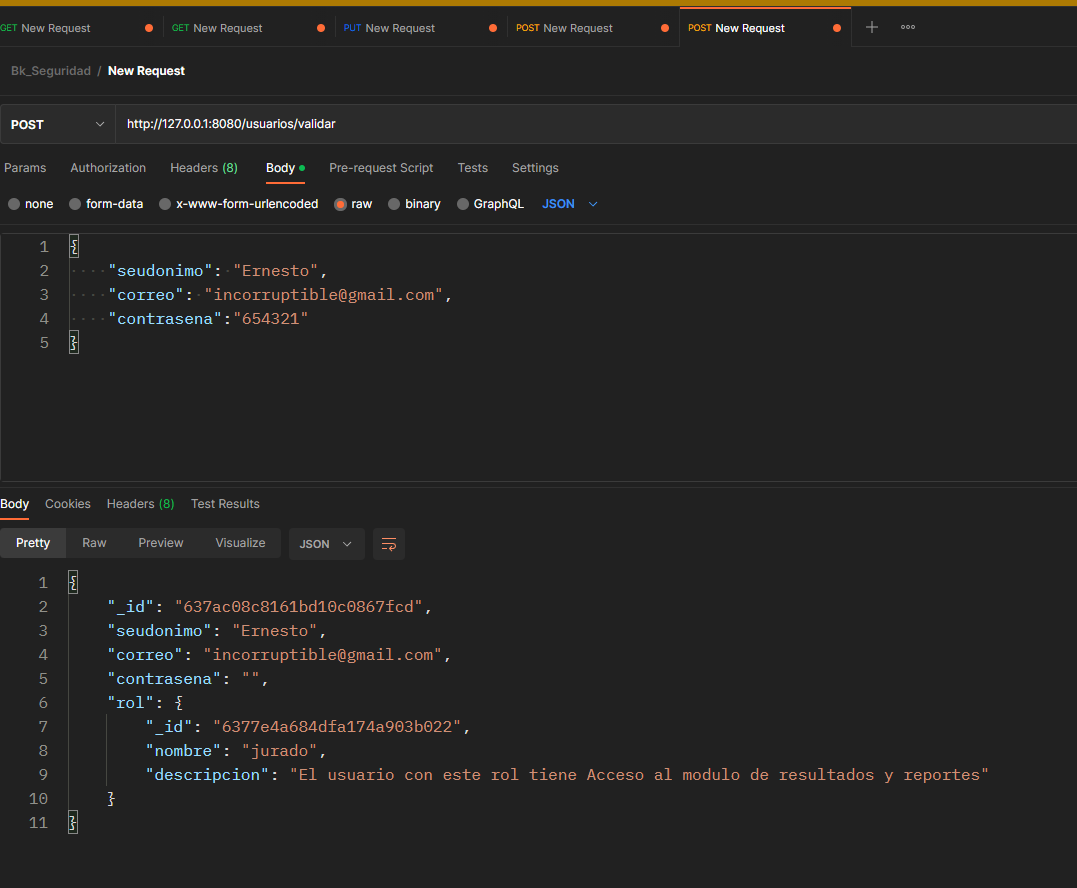 GET New Request GET New Request PUT New Request POST New Request POST New Request + ooo
Bk_Seguridad / New Request
POST http://127.0.0.1:8080/usuarios/validar
Params Authorization Headers (8) Body Pre-request Script Tests Settings
none form-data x-www-form-urlencoded raw binary GraphQL JSON
1 {
2 ····"seudonimo":·"Ernesto",
3 ····"correo":·"incorruptible@gmail.com",
4 ····"contrasena":"654321"
5 }
Body Cookies Headers (8) Test Results
Pretty Raw Preview Visualize JSON
1 {
2 "_id": "637ac08c8161bd10c0867fcd",
3 "seudonimo": "Ernesto",
4 "correo": "incorruptible@gmail.com",
5 "contrasena": "",
6 "rol": {
7 "_id": "6377e4a684dfa174a903b022",
8 "nombre": "jurado",
9 "descripcion": "El usuario con este rol tiene Acceso al modulo de resultados y reportes"
10 }
11 }